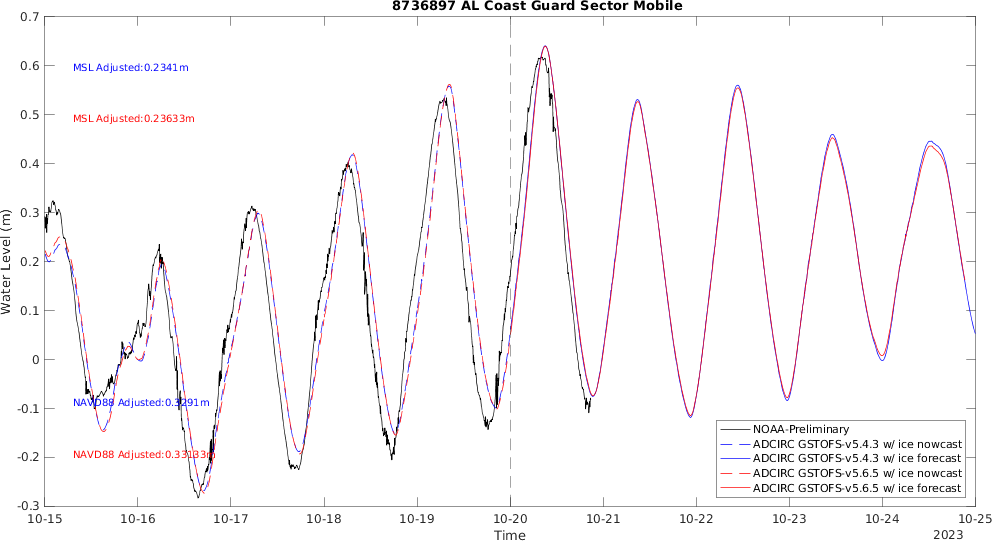 8736897 AL Coast Guard Sector Mobile
0.7
0.6
0.5
0.4
0.3
0.2
0.1
0
-0.1
-0.2
-0.3
Water Level (m)
MSL Adjusted:0.2341m
MSL Adjusted:0.23633m
NAVD88 Adjusted:0.3291m
NAVD88 Adjusted:0.33133m
NOAA-Preliminary
ADCIRC GSTOFS-v5.4.3 w/ ice nowcast
ADCIRC GSTOFS-v5.4.3 w/ ice forecast
ADCIRC GSTOFS-v5.6.5 w/ ice nowcast
ADCIRC GSTOFS-v5.6.5 w/ ice forecast
10-15 10-16 10-17 10-18 10-19 10-20 10-21 10-22 10-23 10-24 10-25
Time
2023